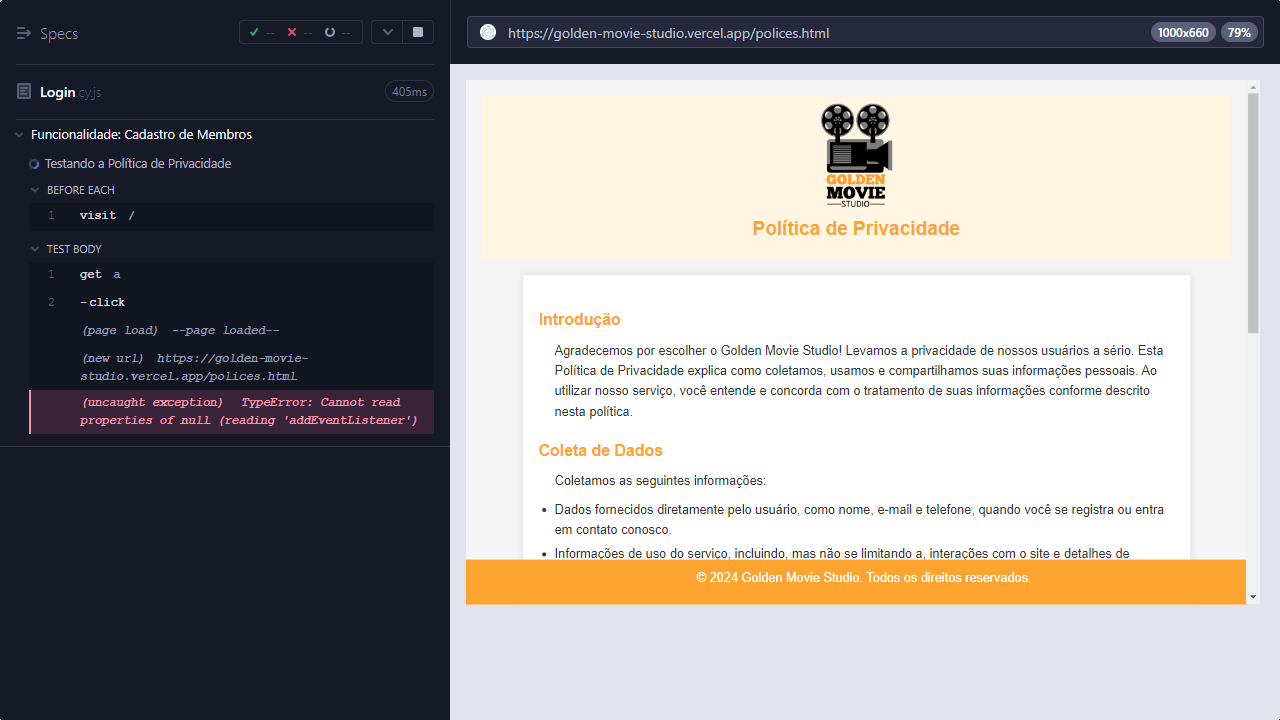 Specs
--
--
--
Login.cy.js
405ms
Funcionalidade: Cadastro de Membros
Testando a Política de Privacidade
BEFORE EACH
1 visit /
TEST BODY
1 get a
2 -click
(page load) --page loaded--
(new url) https://golden-movie-
studio.vercel.app/polices.html
(uncaught exception) TypeError: Cannot read
properties of null (reading 'addEventListener')
https://golden-movie-studio.vercel.app/polices.html
1000x660
79%
GOLDEN
MOVIE
STUDIO
Política de Privacidade
Introdução
Agradecemos por escolher o Golden Movie Studio! Levamos a privacidade de nossos usuários a sério. Esta
Política de Privacidade explica como coletamos, usamos e compartilhamos suas informações pessoais. Ao
utilizar nosso serviço, você entende e concorda com o tratamento de suas informações conforme descrito
nesta política.
Coleta de Dados
Coletamos as seguintes informações:
• Dados fornecidos diretamente pelo usuário, como nome, e-mail e telefone, quando você se registra ou entra
em contato conosco.
• Informações de uso do serviço, incluindo, mas não se limitando a, interações com o site e detalhes de
© 2024 Golden Movie Studio. Todos os direitos reservados.